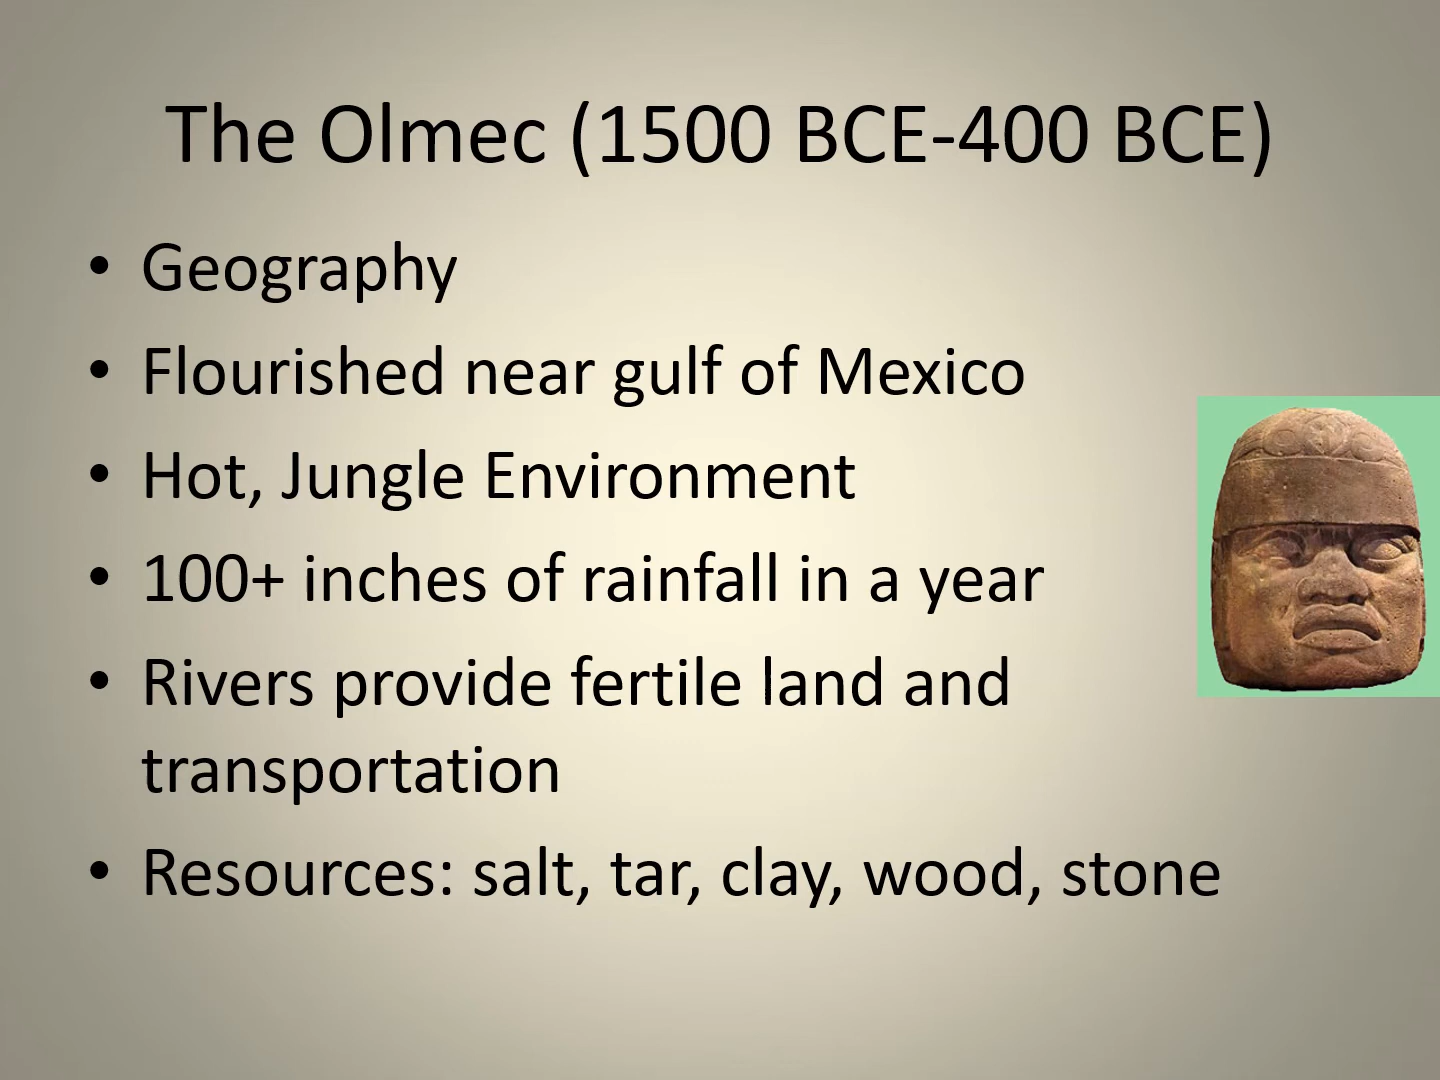 The Olmec (1500 BCE-400 BCE)
• Geography
• Flourished near gulf of Mexico
• Hot, Jungle Environment
• 100+ inches of rainfall in a year
• Rivers provide fertile land and
transportation
• Resources: salt, tar, clay, wood, stone